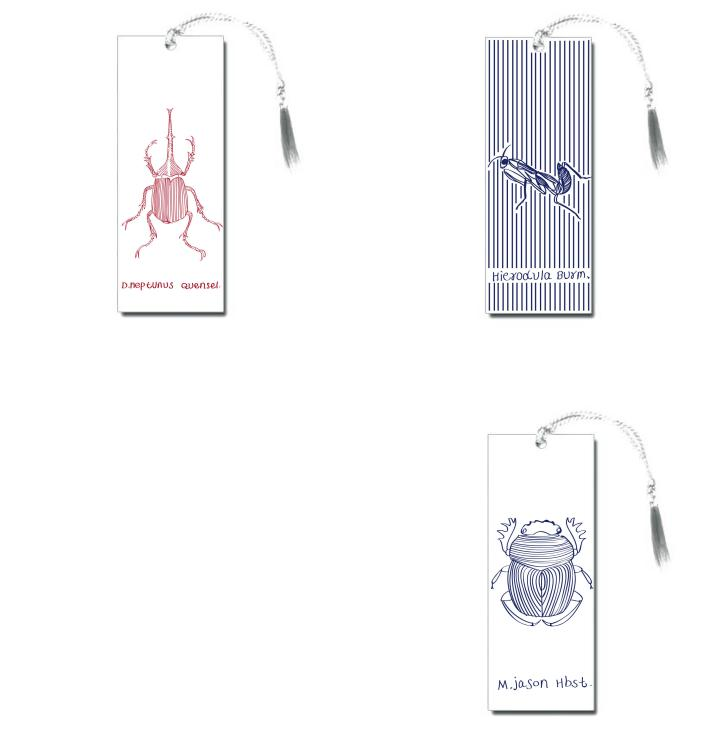 D.neptunus Quensel.
Hierodula Burm.
M.jason Hbst.